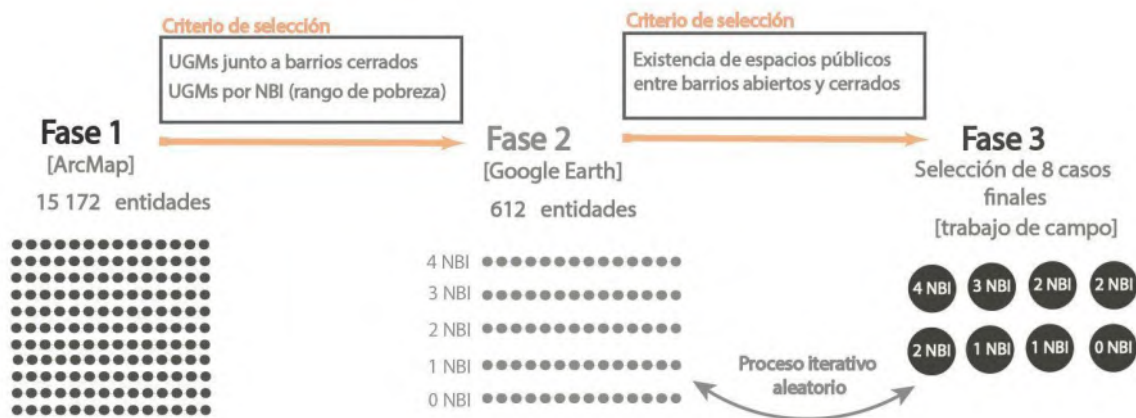 Criterio de selección
UGMs junto a barrios cerrados
UGMs por NBI (rango de pobreza)
Criterio de selección
Existencia de espacios públicos
entre barrios abiertos y cerrados
Fase 1
[ArcMap]
15 172 entidades
Fase 2
[Google Earth]
612 entidades
4 NBI
3 NBI
2 NBI
1 NBI
0 NBI
Proceso iterativo
aleatorio
Fase 3
Selección de 8 casos
finales
[trabajo de campo]
4 NBI 3 NBI 2 NBI 2 NBI
2 NBI 1 NBI 1 NBI 0 NBI